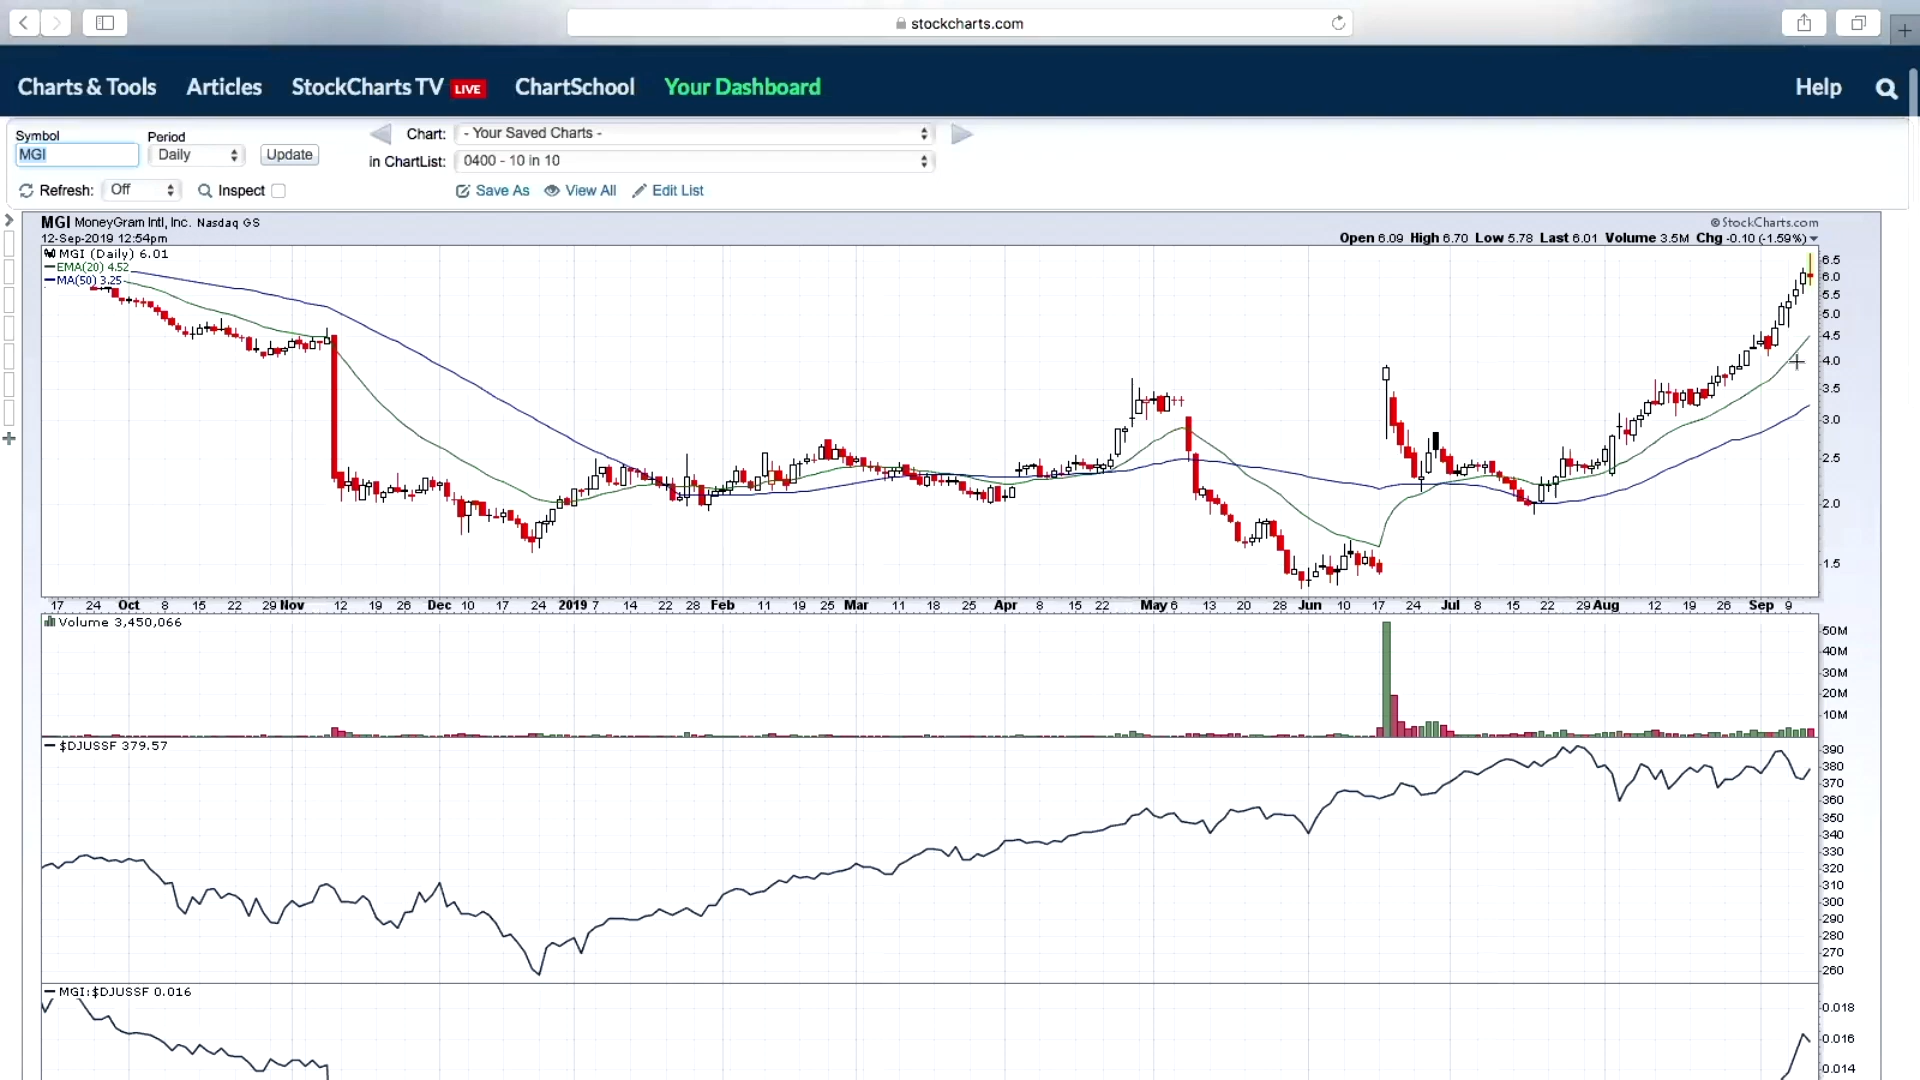 stockcharts.com
Charts & Tools Articles StockCharts TV LIVE ChartSchool Your Dashboard Help
Symbol Period Chart: - Your Saved Charts -
MGI Daily Update in ChartList: 0400 - 10 in 10
Refresh: Off Inspect Save As View All Edit List
MGI MoneyGram Intl, Inc. Nasdaq GS © StockCharts.com
12-Sep-2019 12:54pm Open 6.09 High 6.70 Low 5.78 Last 6.01 Volume 3.5M Chg -0.10 (-1.59%)
MGI (Daily) 6.01
EMA(20) 4.52
MA(50) 3.25
6.5
6.0
5.5
5.0
4.5
4.0
3.5
3.0
2.5
2.0
1.5
17 24 Oct 8 15 22 29 Nov 12 19 26 Dec 10 17 24 2019 7 14 22 28 Feb 11 19 25 Mar 11 18 25 Apr 8 15 22 May 6 13 20 28 Jun 10 17 24 Jul 8 15 22 29 Aug 12 19 26 Sep 9
Volume 3,450,066
50M
40M
30M
20M
10M
$DJUSSF 379.57
390
380
370
360
350
340
330
320
310
300
290
280
270
260
MGI:$DJUSSF 0.016
0.018
0.016
0.014